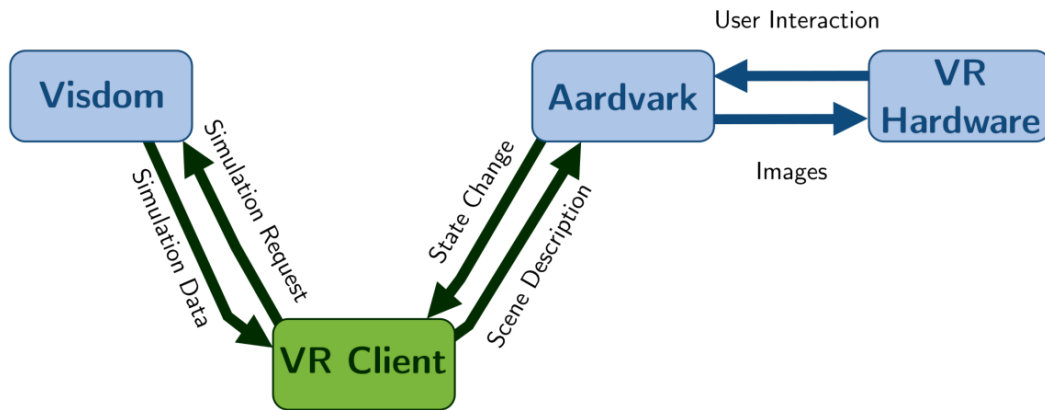 User Interaction
Visdom
Aardvark
VR
Hardware
Images
Simulation Data
Simulation Request
State Change
Scene Description
VR Client